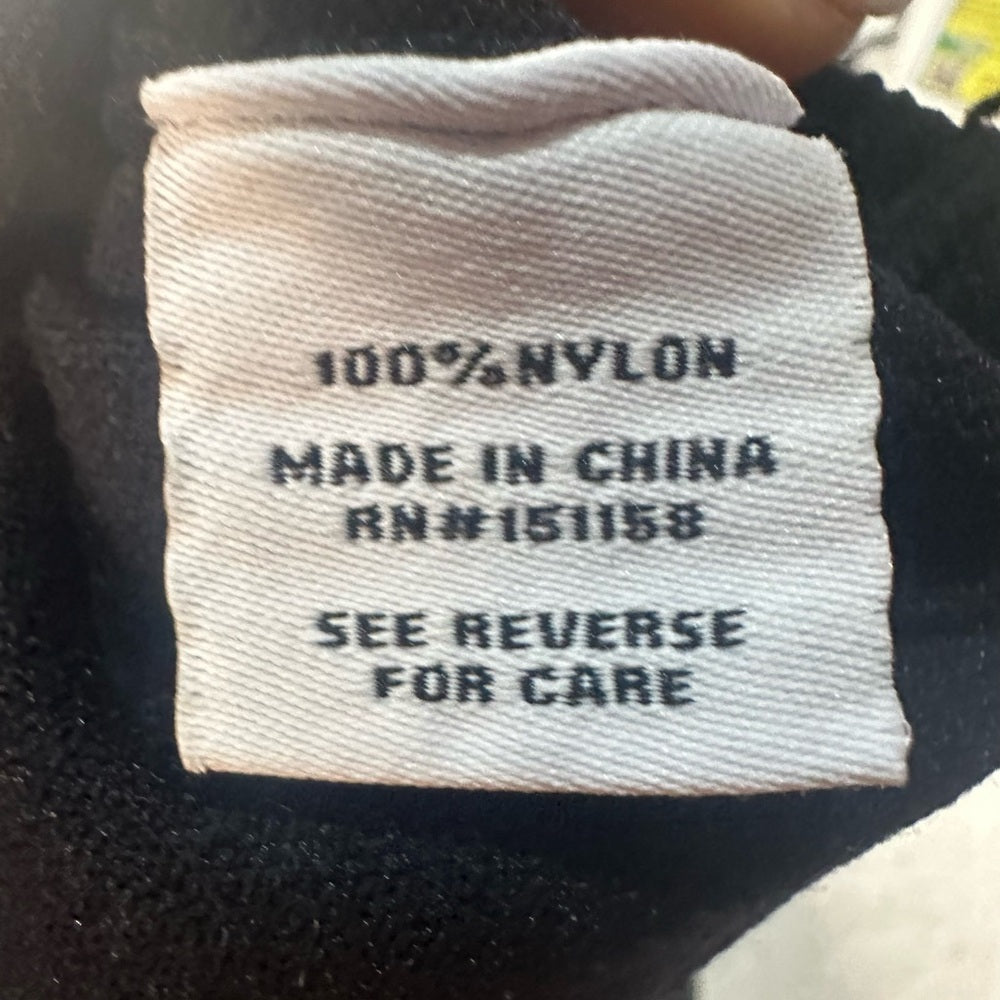 100%NYLON
MADE IN CHINA
RN#151158
SEE REVERSE
FOR CARE